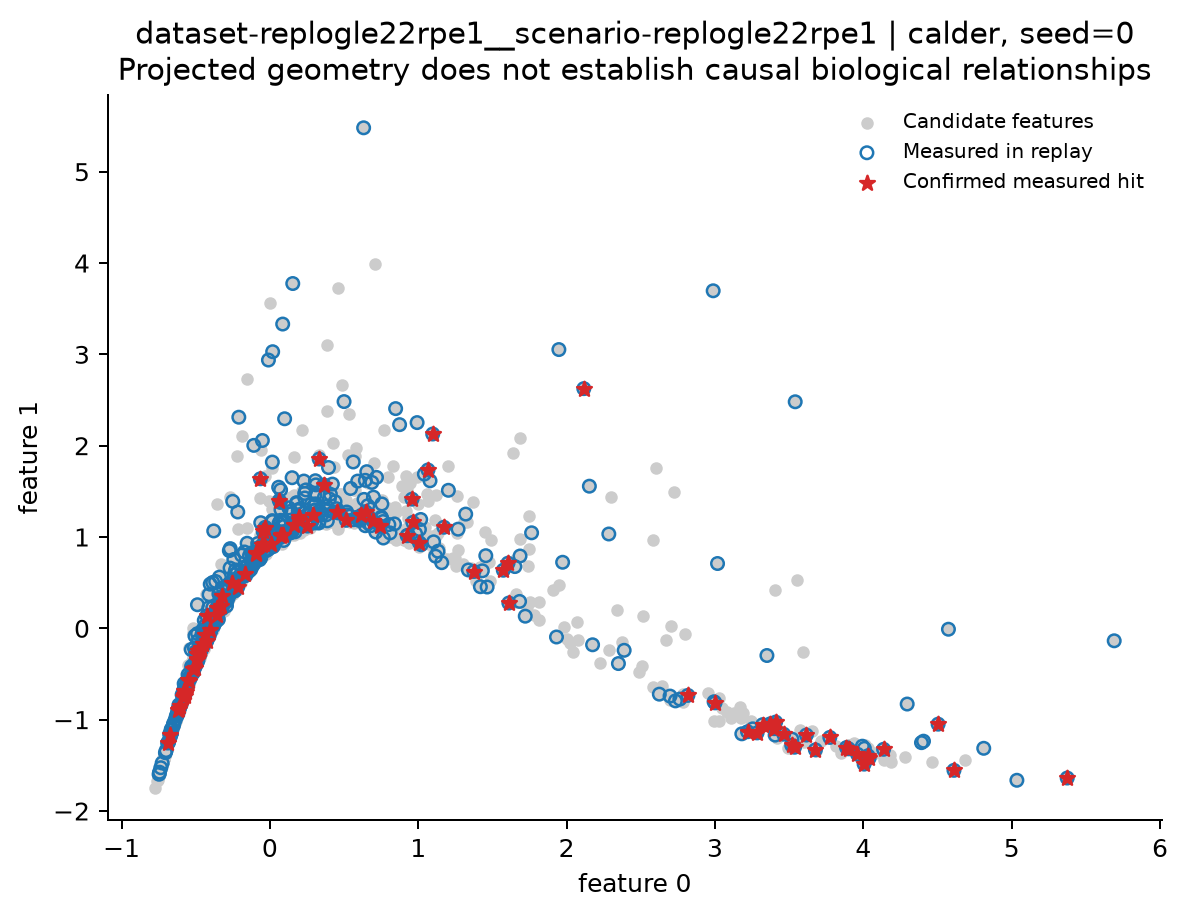 dataset-replogle22rpe1__scenario-replogle22rpe1 | calder, seed=0
Projected geometry does not establish causal biological relationships
Candidate features
Measured in replay
Confirmed measured hit
feature 1
5
4
3
2
1
0
−1
−2
−1
0
1
2
3
4
5
6
feature 0